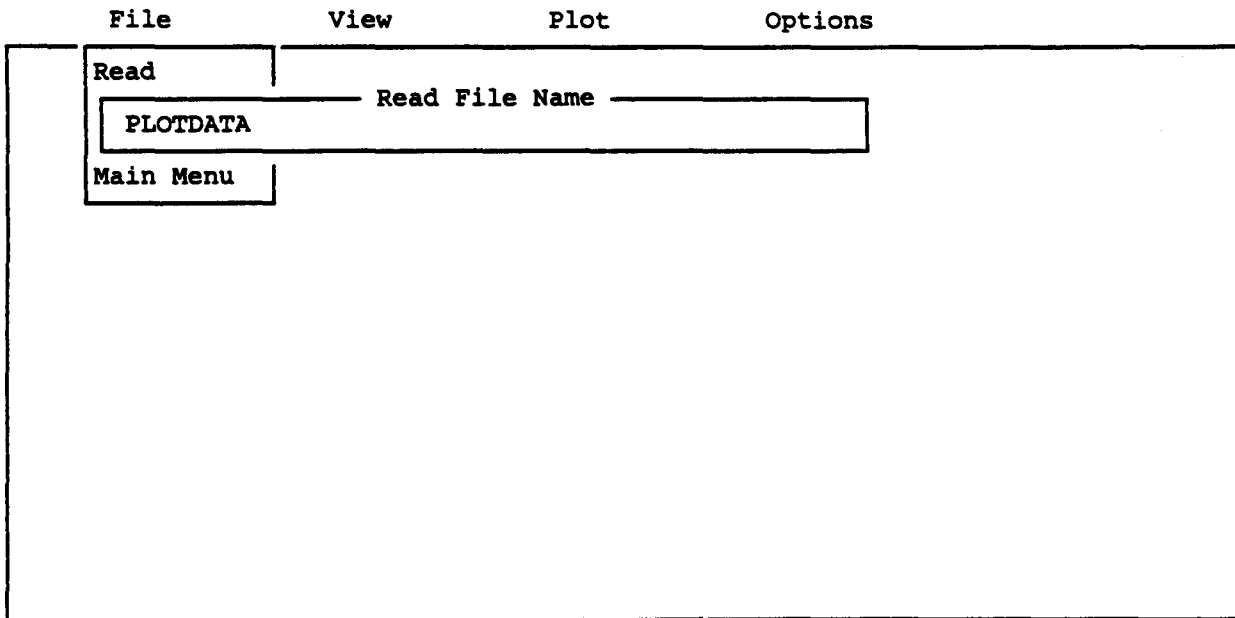 File View Plot Options
Read
Read File Name
PLOTDATA
Main Menu